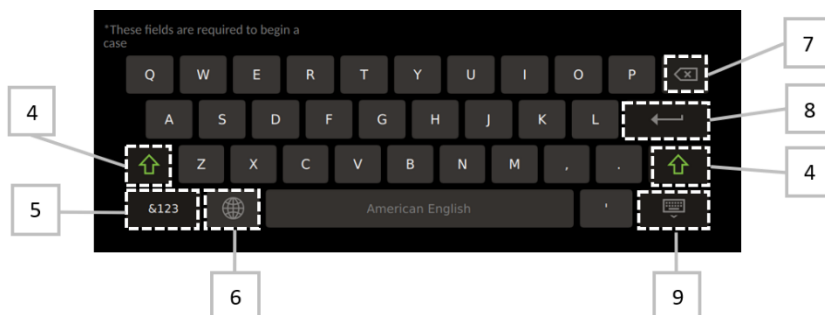 *These fields are required to begin a
case
7
Q W E R T Y U I O P
4
A S D F G H J K L
8
Z X C V B N M , .
4
5
&123
American English
'
6
9